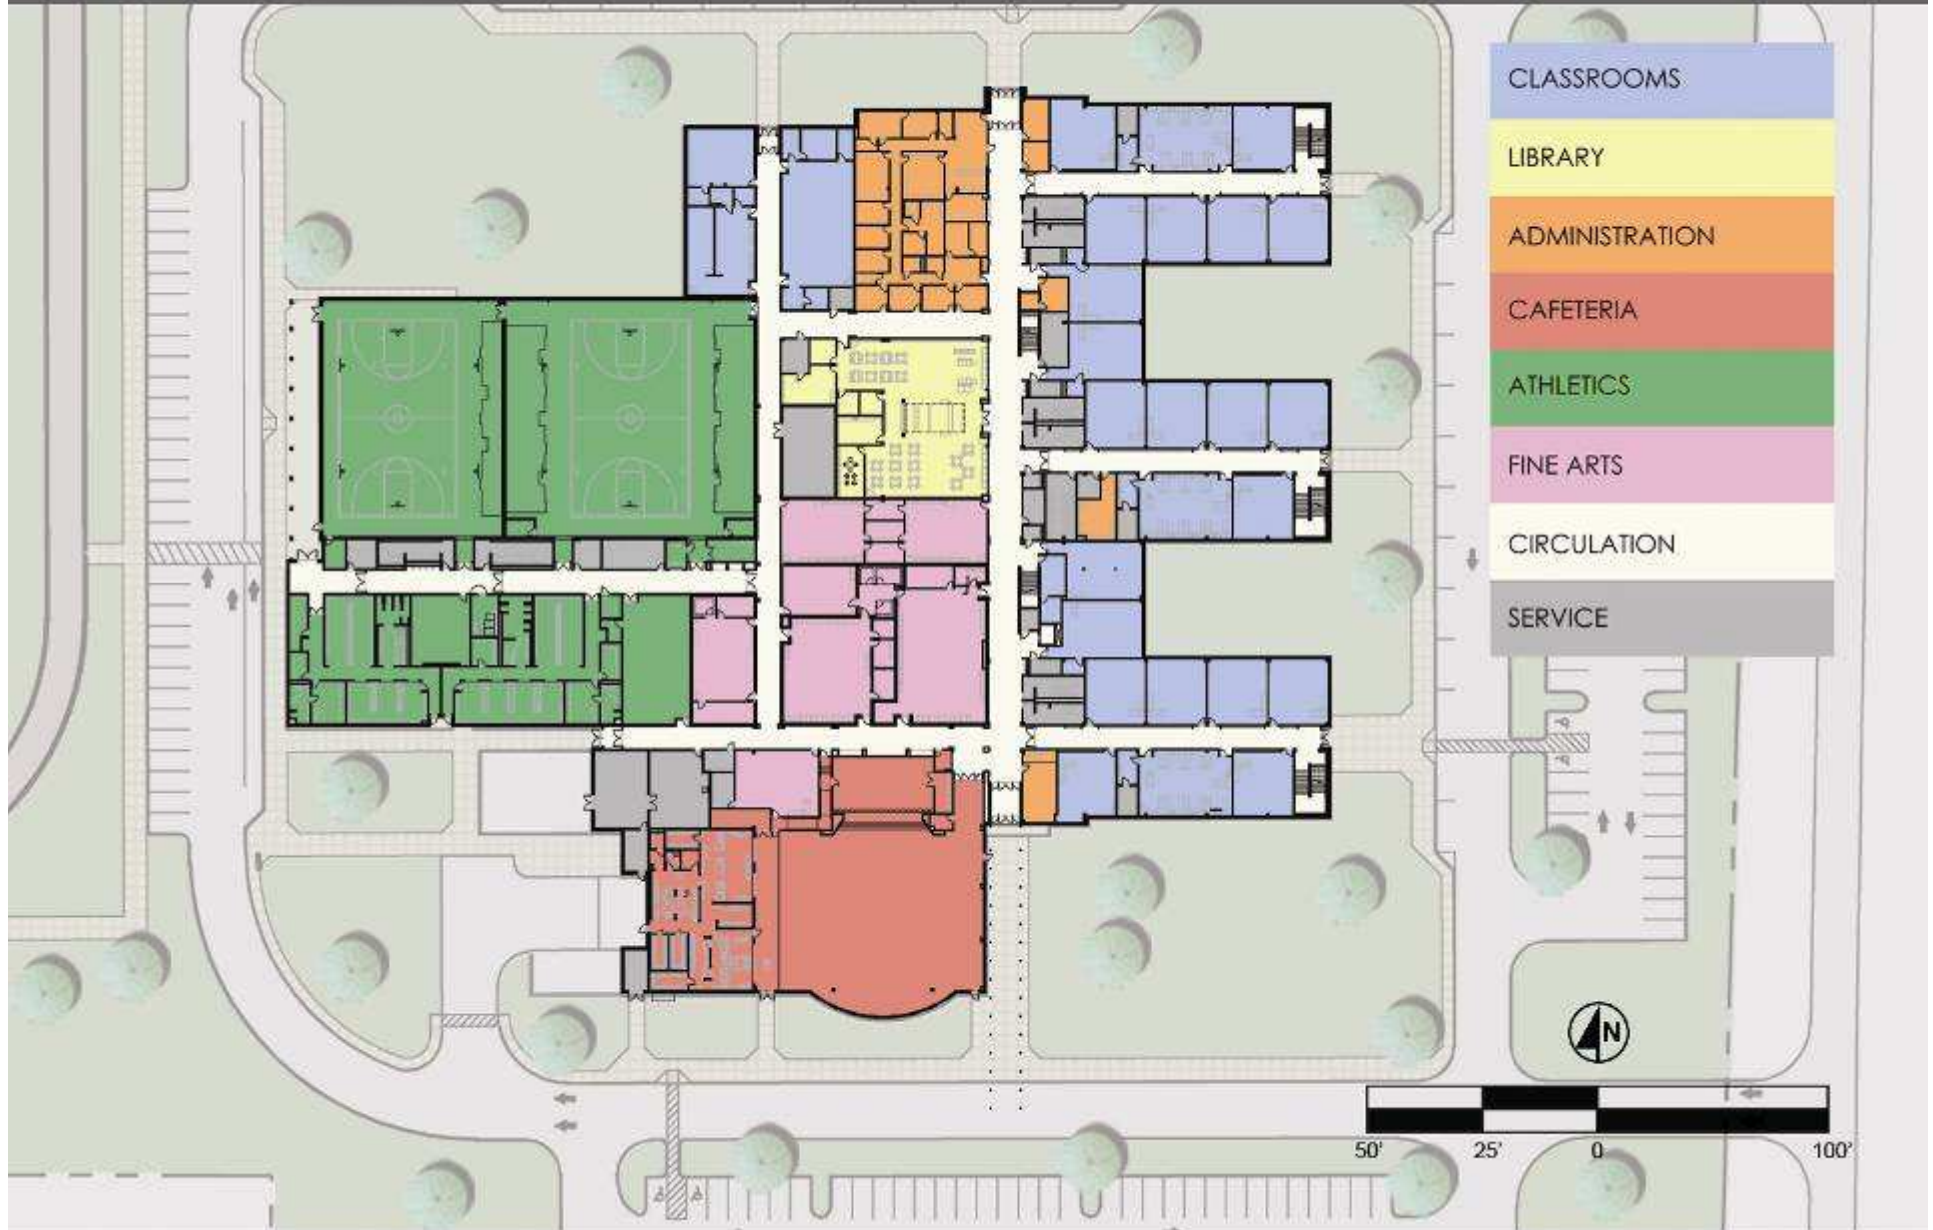 CLASSROOMS
LIBRARY
ADMINISTRATION
CAFETERIA
ATHLETICS
FINE ARTS
CIRCULATION
SERVICE
N
50' 25' 0 100'